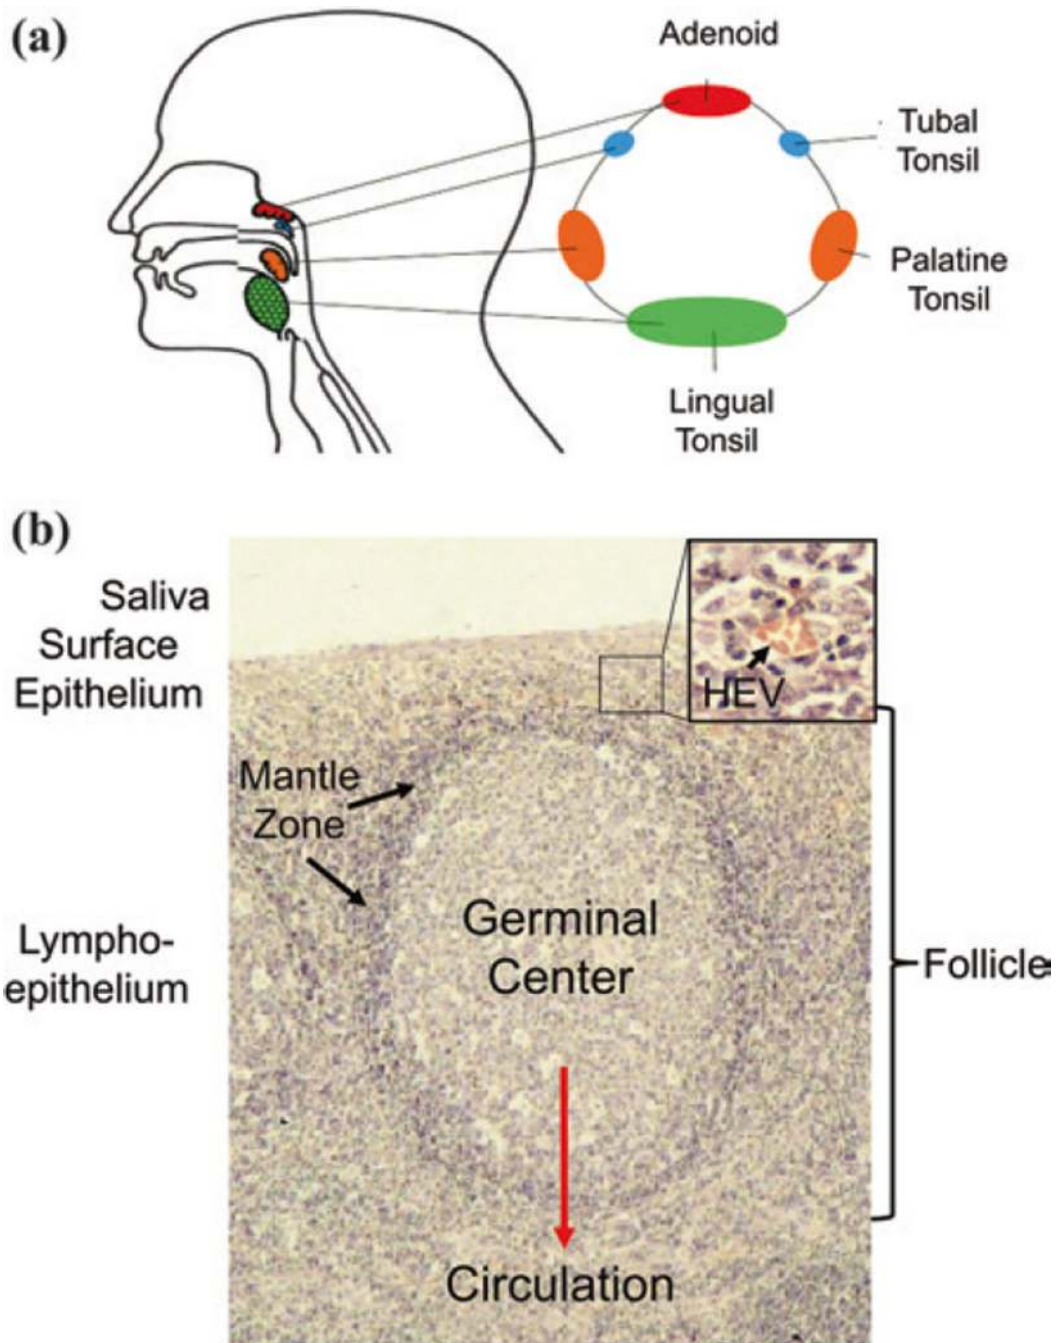 (a)
Adenoid
Tubal
Tonsil
Palatine
Tonsil
Lingual
Tonsil
(b)
Saliva
Surface
Epithelium
HEV
Mantle
Zone
Germinal
Center
Lympho-
epithelium
Follicle
Circulation